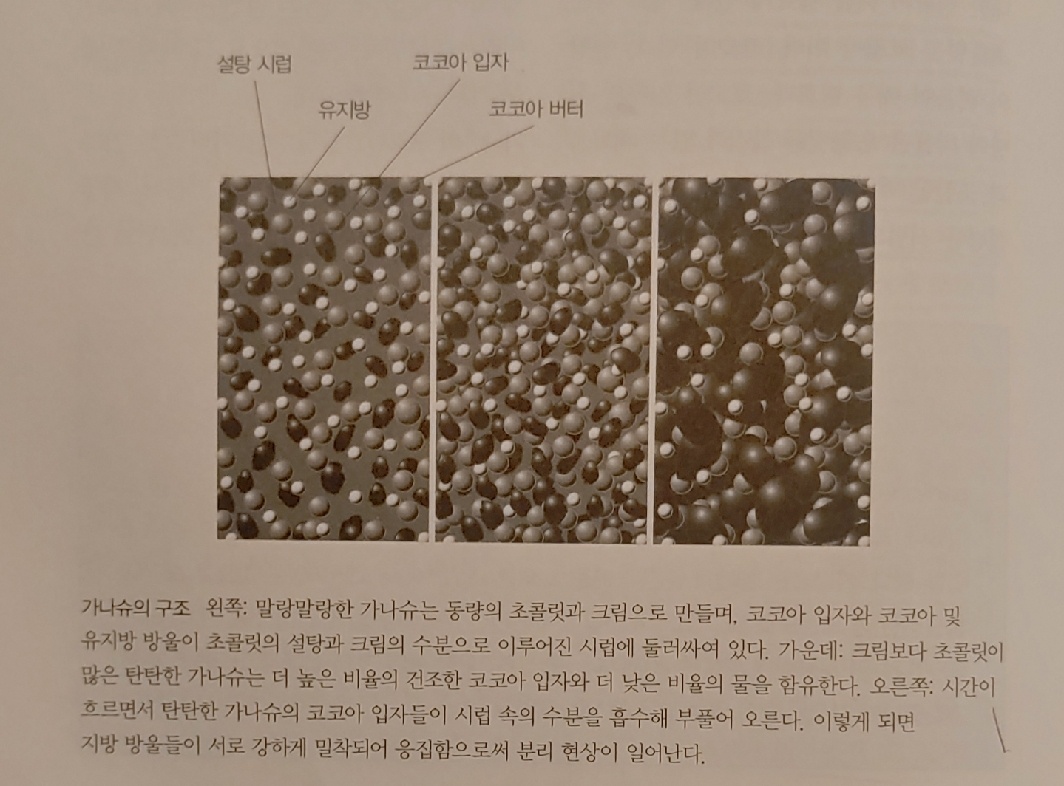 설탕 시럽
코코아 입자
유지방
코코아 버터
가나슈의 구조 왼쪽: 말랑말랑한 가나슈는 동량의 초콜릿과 크림으로 만들며, 코코아 입자와 코코아 및
유지방 방울이 초콜릿의 설탕과 크림의 수분으로 이루어진 시럽에 둘러싸여 있다. 가운데: 크림보다 초콜릿이
많은 탄탄한 가나슈는 더 높은 비율의 건조한 코코아 입자와 더 낮은 비율의 물을 함유한다. 오른쪽: 시간이
흐르면서 탄탄한 가나슈의 코코아 입자들이 시럽 속의 수분을 흡수해 부풀어 오른다. 이렇게 되면
지방 방울들이 서로 강하게 밀착되어 응집함으로써 분리 현상이 일어난다.